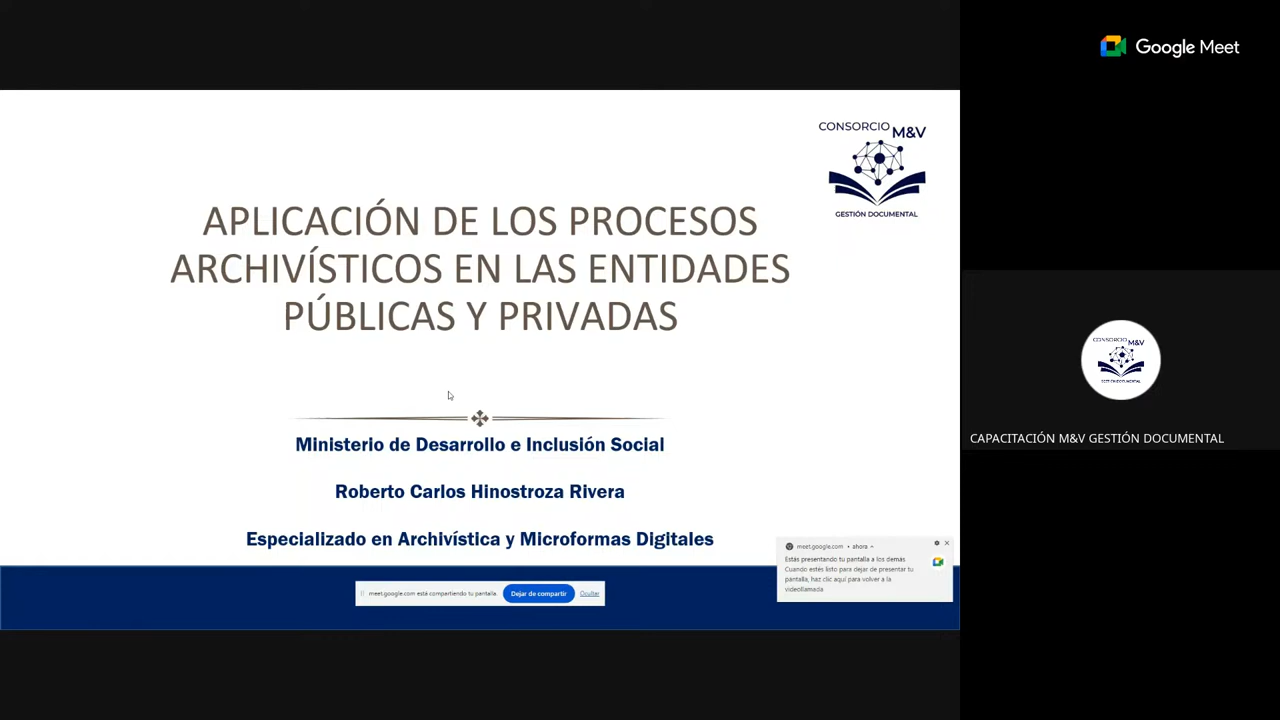 Google Meet
CONSORCIO M&V
GESTIÓN DOCUMENTAL
APLICACIÓN DE LOS PROCESOS
ARCHIVÍSTICOS EN LAS ENTIDADES
PÚBLICAS Y PRIVADAS
Ministerio de Desarrollo e Inclusión Social
Roberto Carlos Hinostroza Rivera
Especializado en Archivística y Microformas Digitales
meet.google.com • ahora
Estás presentando tu pantalla a los demás
Cuando estés listo para dejar de presentar tu
pantalla, haz clic aquí para volver a la
videollamada
meet.google.com está compartiendo tu pantalla. Dejar de compartir Ocultar
CONSORCIO M&V
GESTIÓN DOCUMENTAL
CAPACITACIÓN M&V GESTIÓN DOCUMENTAL